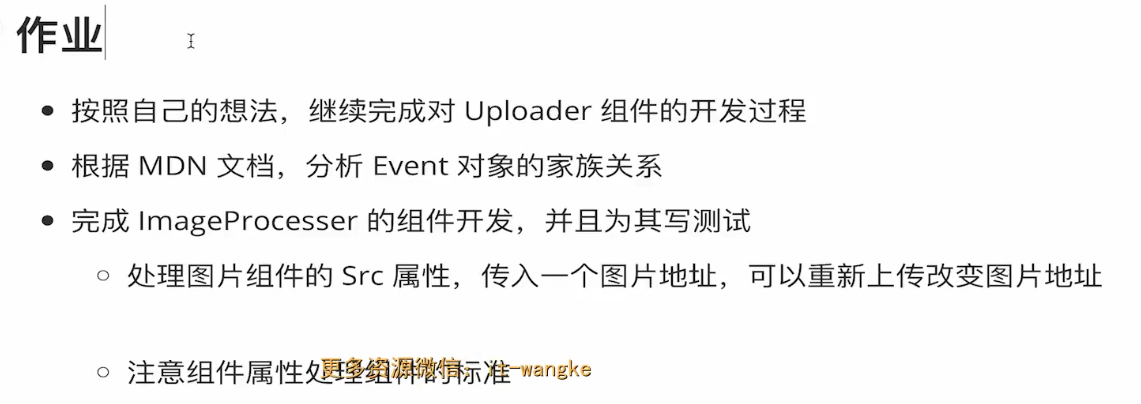 作业
按照自己的想法，继续完成对 Uploader 组件的开发过程
根据 MDN 文档，分析 Event 对象的家族关系
完成 ImageProcesser 的组件开发，并且为其写测试
处理图片组件的 Src 属性，传入一个图片地址，可以重新上传改变图片地址
注意组件属性处理组件的标准
更多资源微信：it-wangke